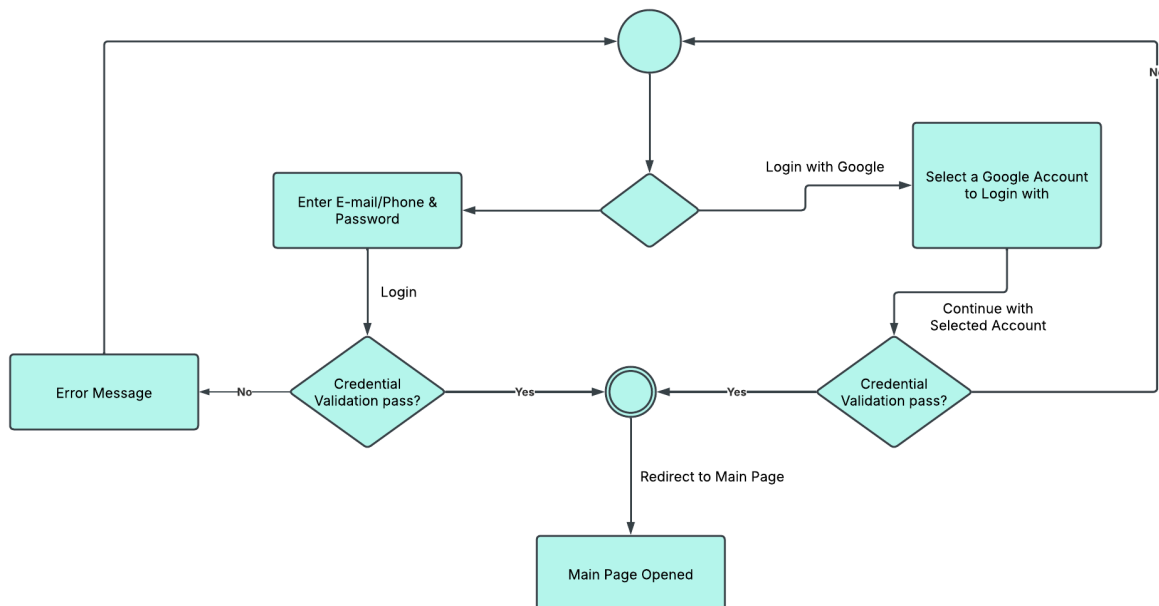 Login with Google
Select a Google Account
to Login with
Enter E-mail/Phone &
Password
Login
Continue with
Selected Account
Error Message
No
Credential
Validation pass?
Yes
Yes
Credential
Validation pass?
Redirect to Main Page
Main Page Opened